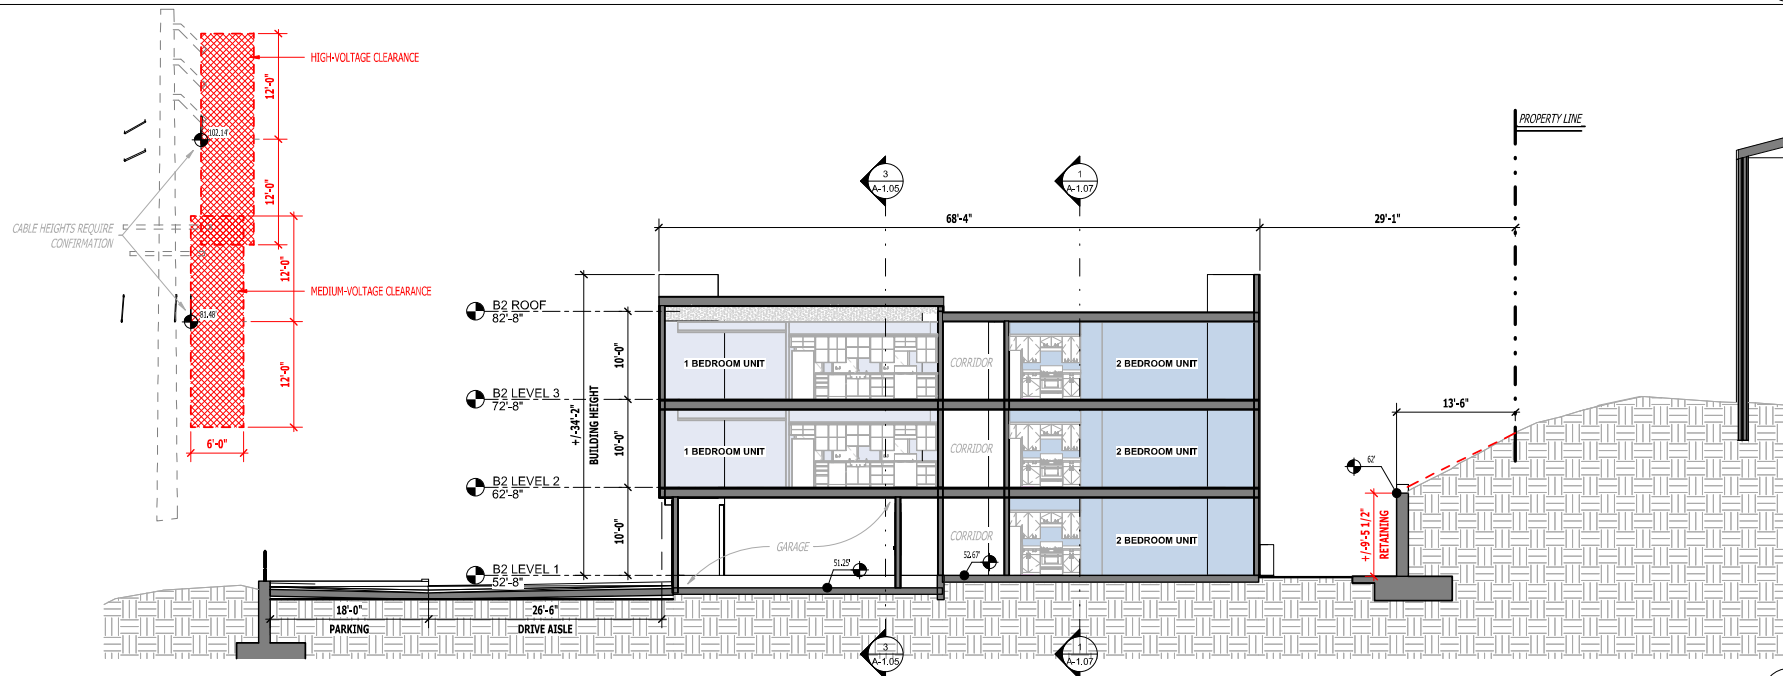 HIGH-VOLTAGE CLEARANCE
12'-0"
102.14'
12'-0"
CABLE HEIGHTS REQUIRE
CONFIRMATION
12'-0"
MEDIUM-VOLTAGE CLEARANCE
81.48'
12'-0"
6'-0"
PROPERTY LINE
3
A-1.05
1
A-1.07
68'-4"
29'-1"
B2 ROOF
82'-8"
10'-0"
1 BEDROOM UNIT
CORRIDOR
2 BEDROOM UNIT
B2 LEVEL 3
72'-8"
+/-34'-2"
BUILDING HEIGHT
10'-0"
1 BEDROOM UNIT
CORRIDOR
2 BEDROOM UNIT
13'-6"
62'
B2 LEVEL 2
62'-8"
10'-0"
GARAGE
CORRIDOR
2 BEDROOM UNIT
+/-9'-5 1/2"
RETAINING
51.25'
52.67'
B2 LEVEL 1
52'-8"
18'-0"
PARKING
26'-6"
DRIVE AISLE
3
A-1.05
1
A-1.07